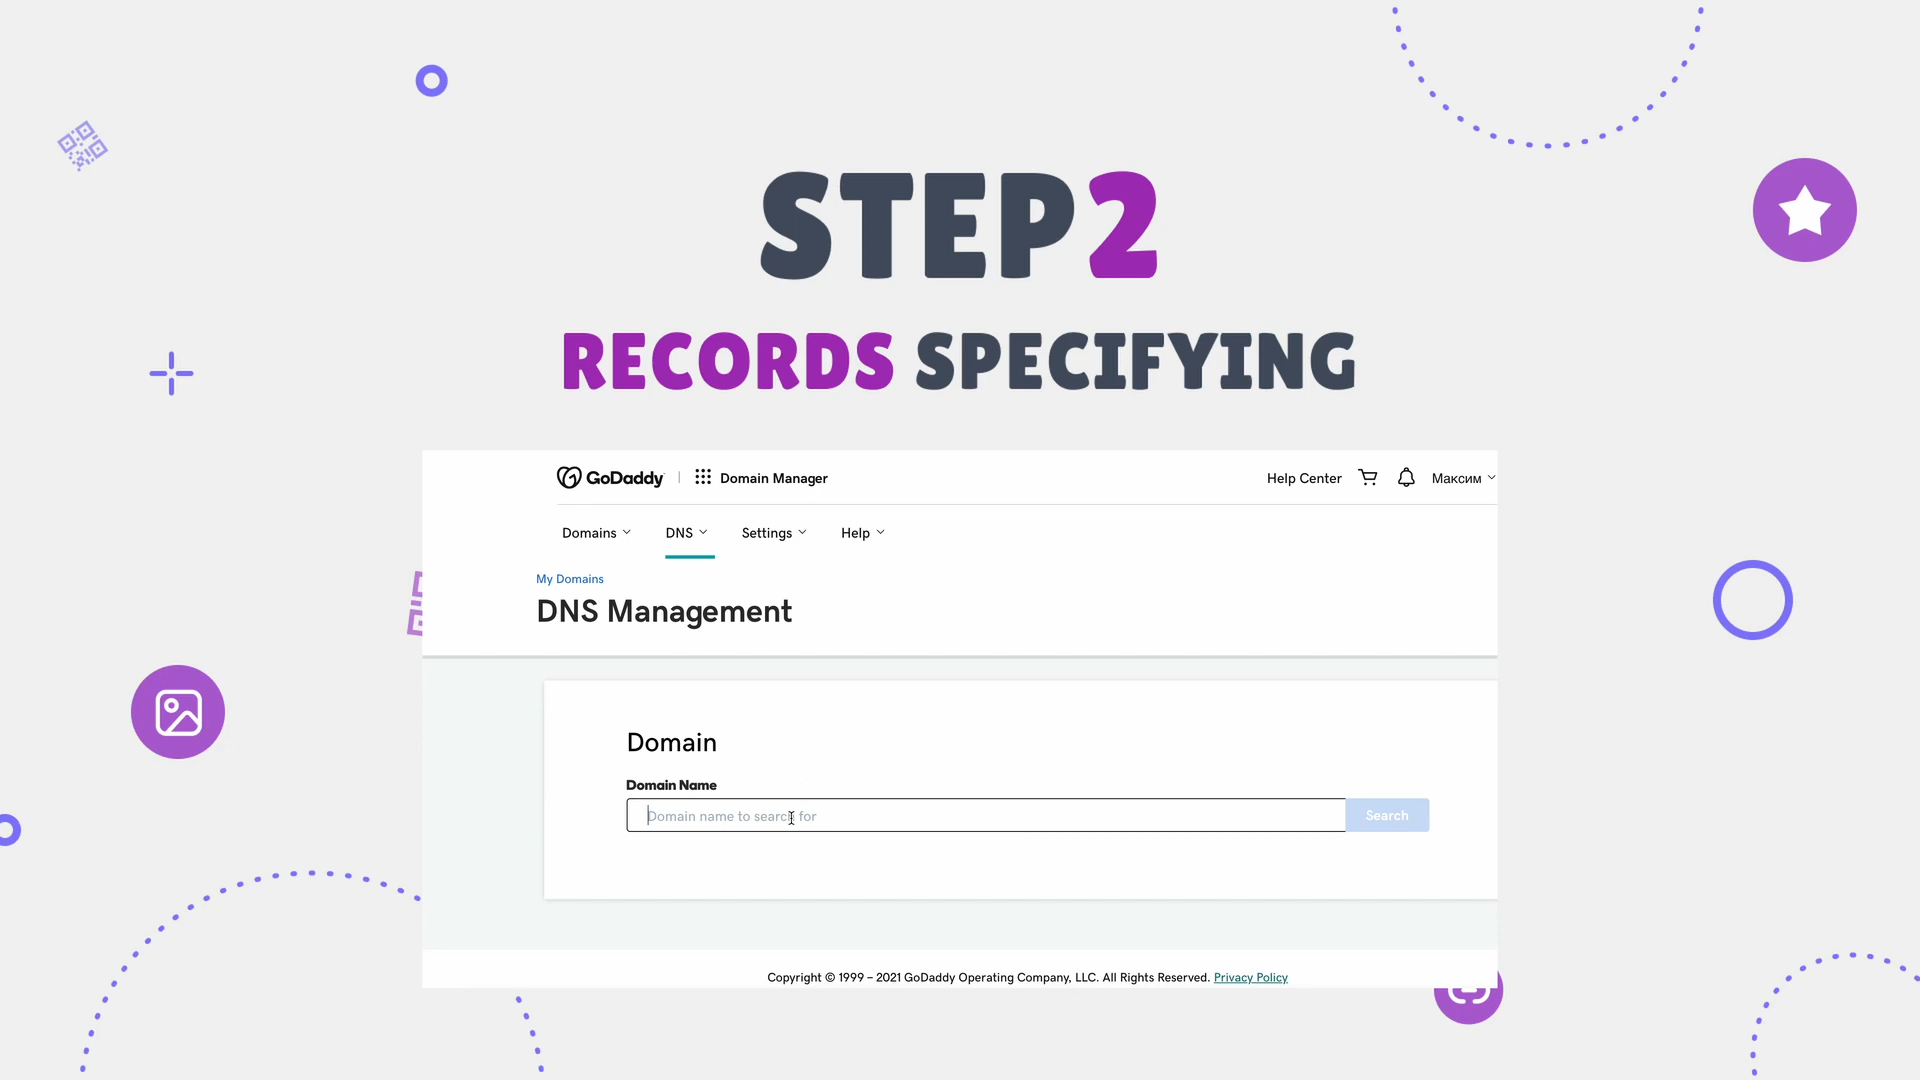 STEP2
RECORDS SPECIFYING
GoDaddy Domain Manager Help Center Максим
Domains DNS Settings Help
My Domains
DNS Management
Domain
Domain Name
Domain name to search for Search
Copyright © 1999 – 2021 GoDaddy Operating Company, LLC. All Rights Reserved. Privacy Policy